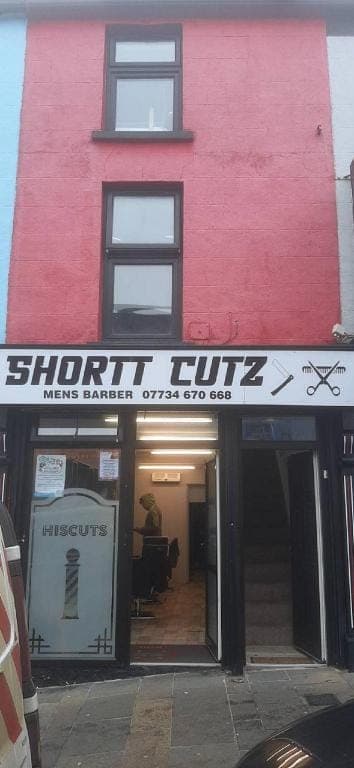 SHORTT CUTZ
MENS BARBER 07734 670 668
HISCUTS